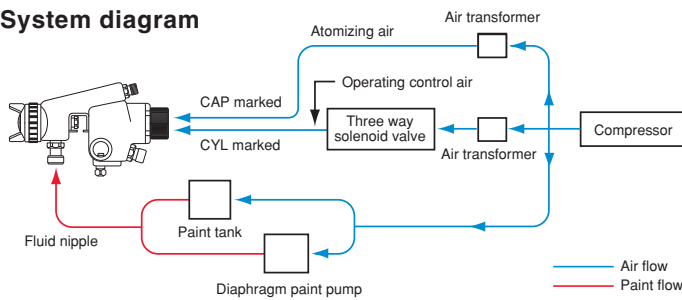 System diagram
Air transformer
Atomizing air
Operating control air
CAP marked
Three way
solenoid valve
Compressor
CYL marked
Air transformer
Fluid nipple
Paint tank
Diaphragm paint pump
Air flow
Paint flow